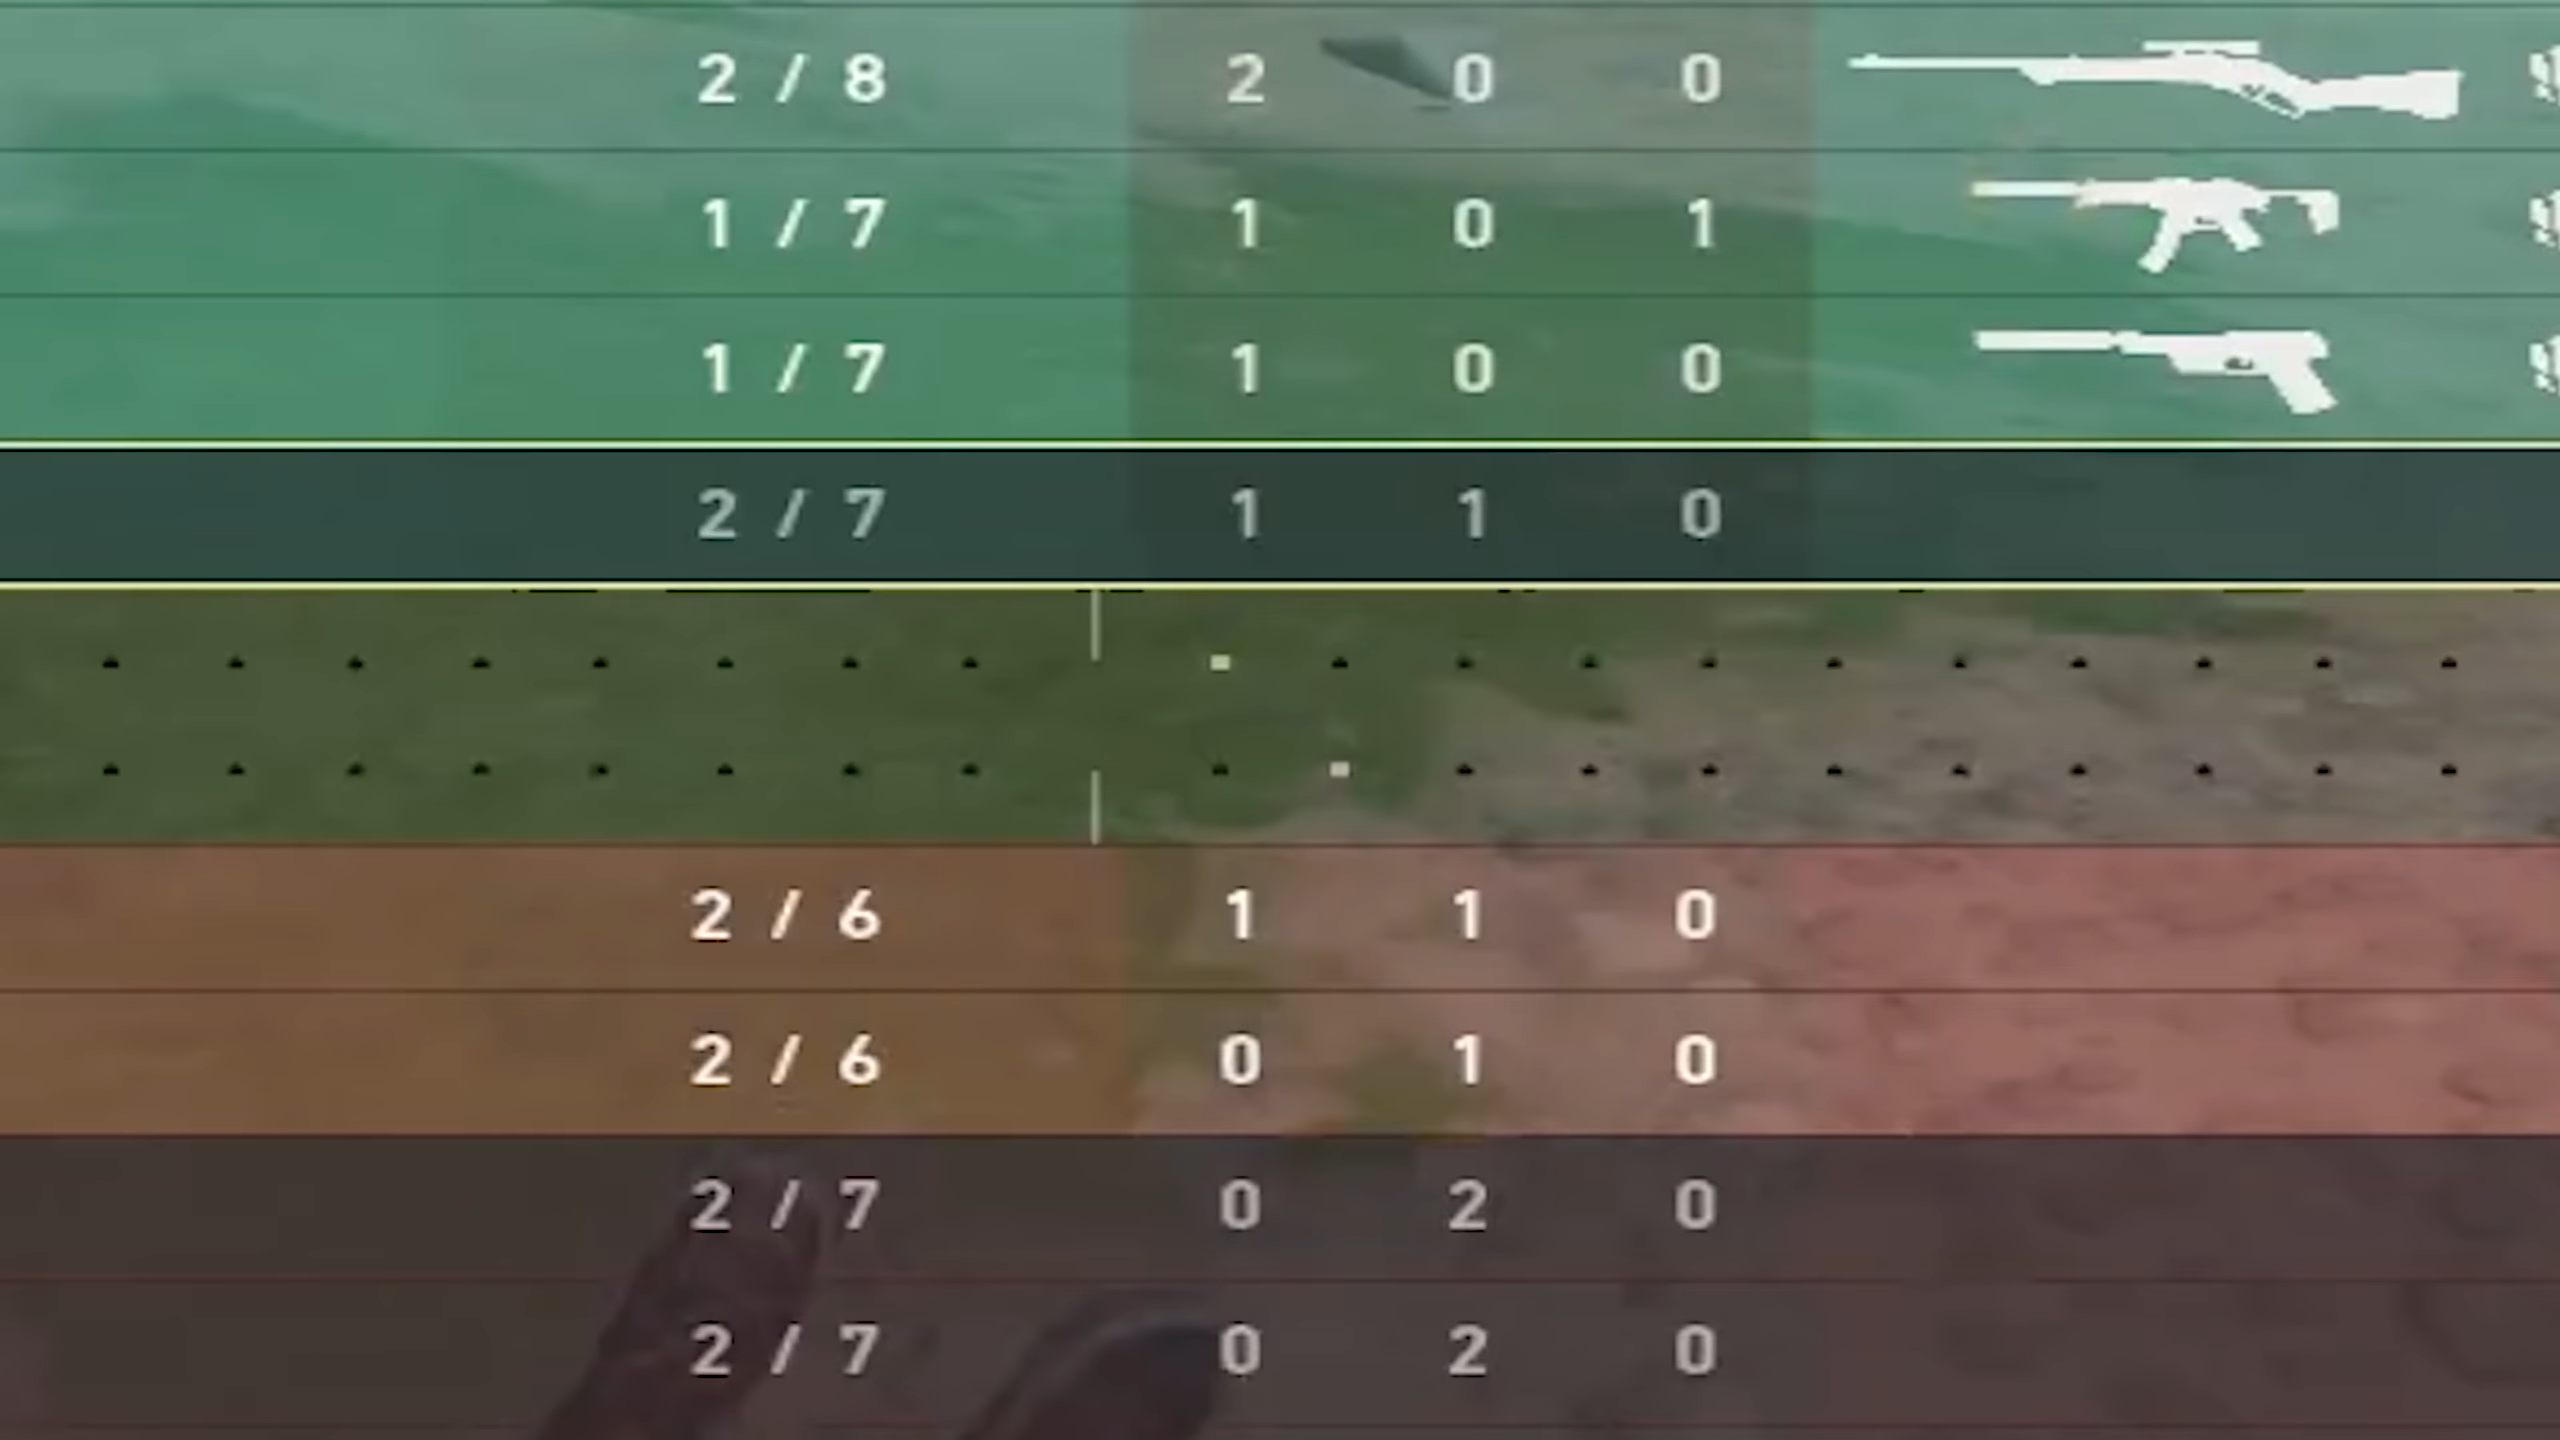 2 / 8 2 0 0
1 / 7 1 0 1
1 / 7 1 0 0
2 / 7 1 1 0
2 / 6 1 1 0
2 / 6 0 1 0
2 / 7 0 2 0
2 / 7 0 2 0